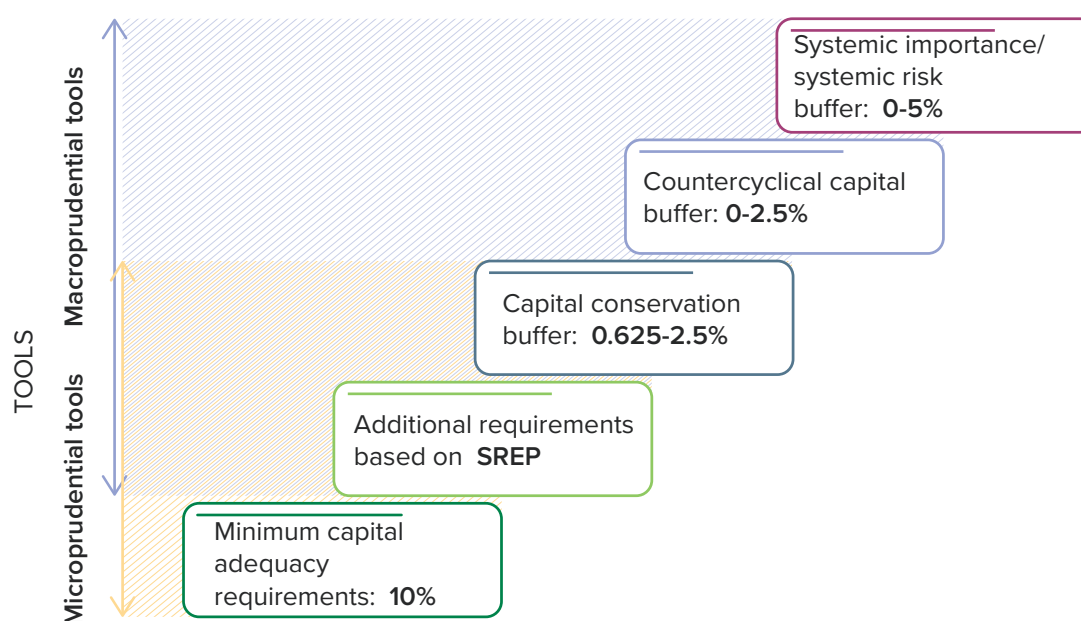 Systemic importance/
systemic risk
buffer: 0-5%
Countercyclical capital
buffer: 0-2.5%
Capital conservation
buffer: 0.625-2.5%
Additional requirements
based on SREP
Minimum capital
adequacy
requirements: 10%
TOOLS
Macroprudential tools
Microprudential tools